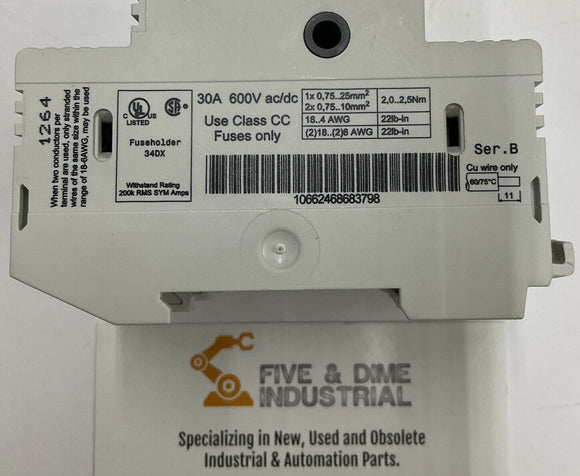 1264
When two conductors per
terminal are used, only stranded
wires of the same size within the
range of 18-6AWG, may be used
C UL US
LISTED
SA
Fuseholder
34DX
Withstand Rating
200k RMS SYM Amps
30A 600V ac/dc
Use Class CC
Fuses only
1x 0,75..25mm²
2x 0,75..10mm²
2,0..2,5Nm
18..4 AWG
22lb-in
(2)18..(2)6 AWG
22lb-in
10662468683798
Ser.B
Cu wire only
60/75°C
11
FIVE & DIME
INDUSTRIAL
Specializing in New, Used and Obsolete
Industrial & Automation Parts.